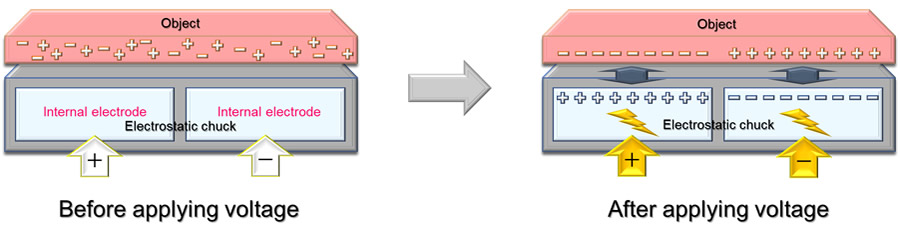 Object
Internal electrode
Internal electrode
Electrostatic chuck
+
−
Before applying voltage
Object
Electrostatic chuck
+
−
After applying voltage